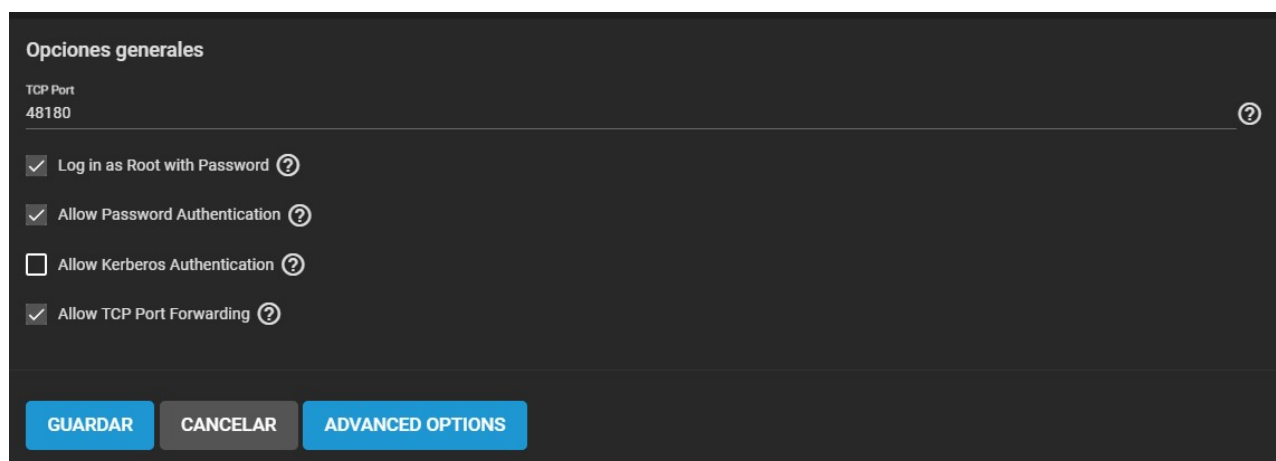 Opciones generales
TCP Port
48180
Log in as Root with Password
Allow Password Authentication
Allow Kerberos Authentication
Allow TCP Port Forwarding
GUARDAR CANCELAR ADVANCED OPTIONS